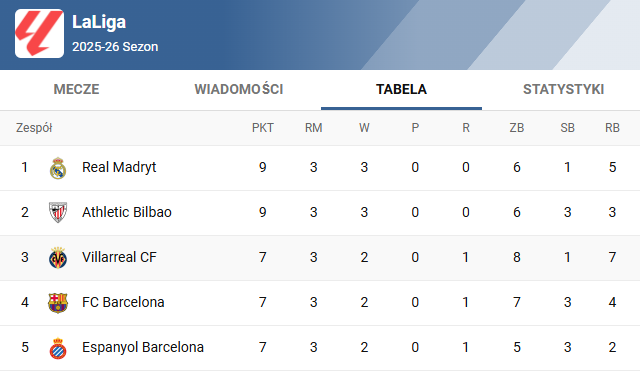 LaLiga
2025-26 Sezon
MECZE WIADOMOŚCI TABELA STATYSTYKI
Zespół PKT RM W P R ZB SB RB
1 Real Madryt 9 3 3 0 0 6 1 5
2 Athletic Bilbao 9 3 3 0 0 6 3 3
3 Villarreal CF 7 3 2 0 1 8 1 7
4 FC Barcelona 7 3 2 0 1 7 3 4
5 Espanyol Barcelona 7 3 2 0 1 5 3 2